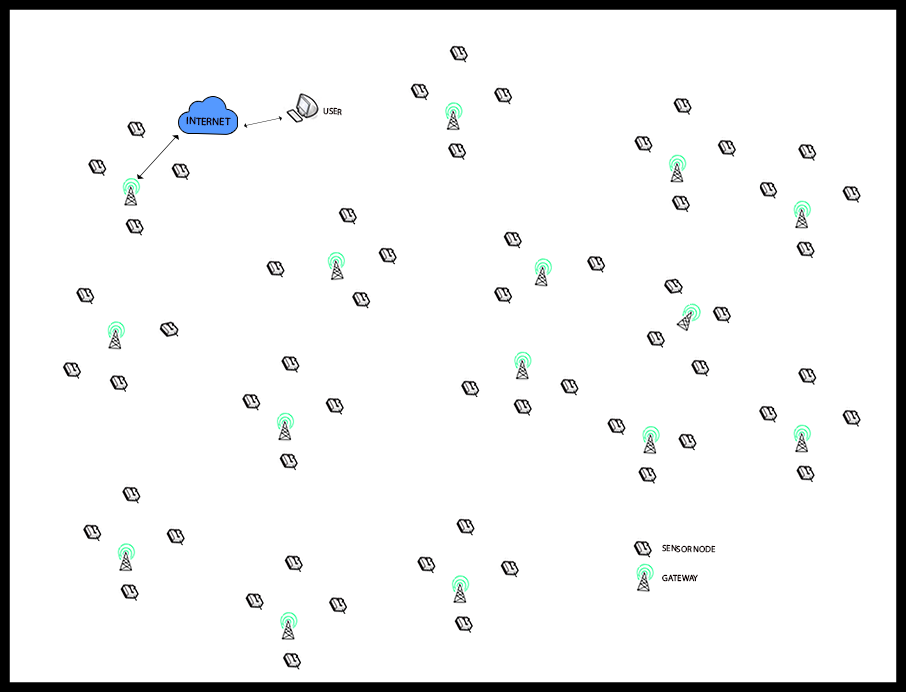 INTERNET
USER
SENSOR NODE
GATEWAY